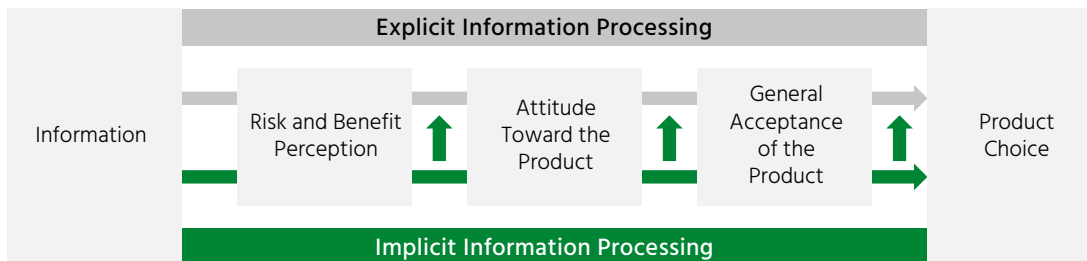 Explicit Information Processing
Information
Risk and Benefit
Perception
Attitude
Toward the
Product
General
Acceptance
of the
Product
Product
Choice
Implicit Information Processing